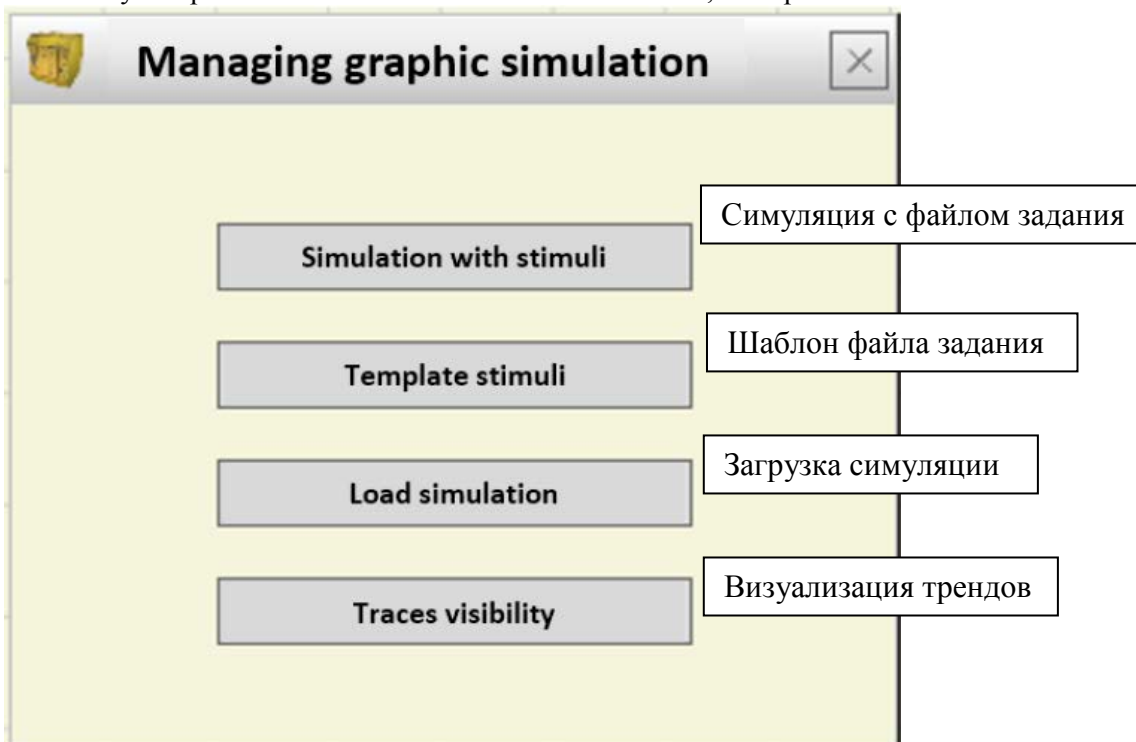 Managing graphic simulation
Симуляция с файлом задания
Simulation with stimuli
Шаблон файла задания
Template stimuli
Загрузка симуляции
Load simulation
Визуализация трендов
Traces visibility